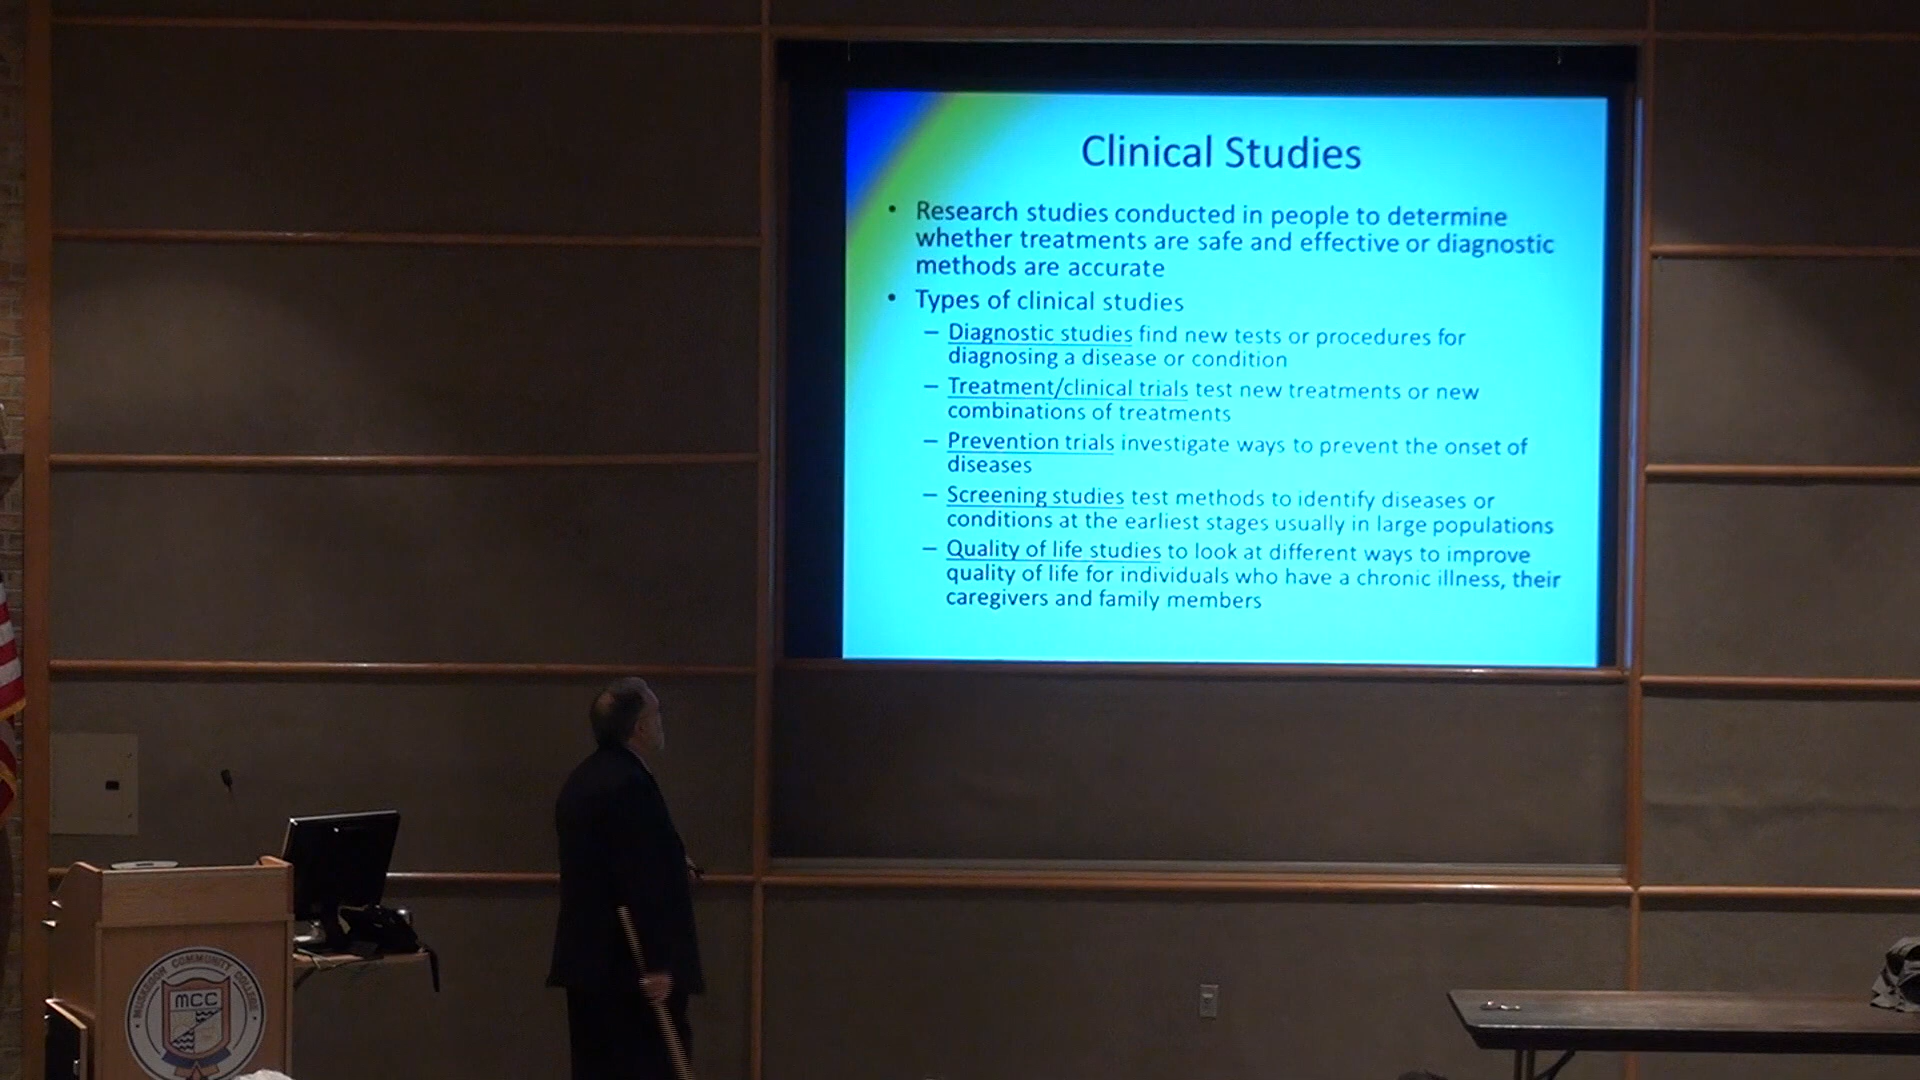 Clinical Studies
• Research studies conducted in people to determine
whether treatments are safe and effective or diagnostic
methods are accurate
• Types of clinical studies
– Diagnostic studies find new tests or procedures for
diagnosing a disease or condition
– Treatment/clinical trials test new treatments or new
combinations of treatments
– Prevention trials investigate ways to prevent the onset of
diseases
– Screening studies test methods to identify diseases or
conditions at the earliest stages usually in large populations
– Quality of life studies to look at different ways to improve
quality of life for individuals who have a chronic illness, their
caregivers and family members
MUSKEGON COMMUNITY COLLEGE
MCC